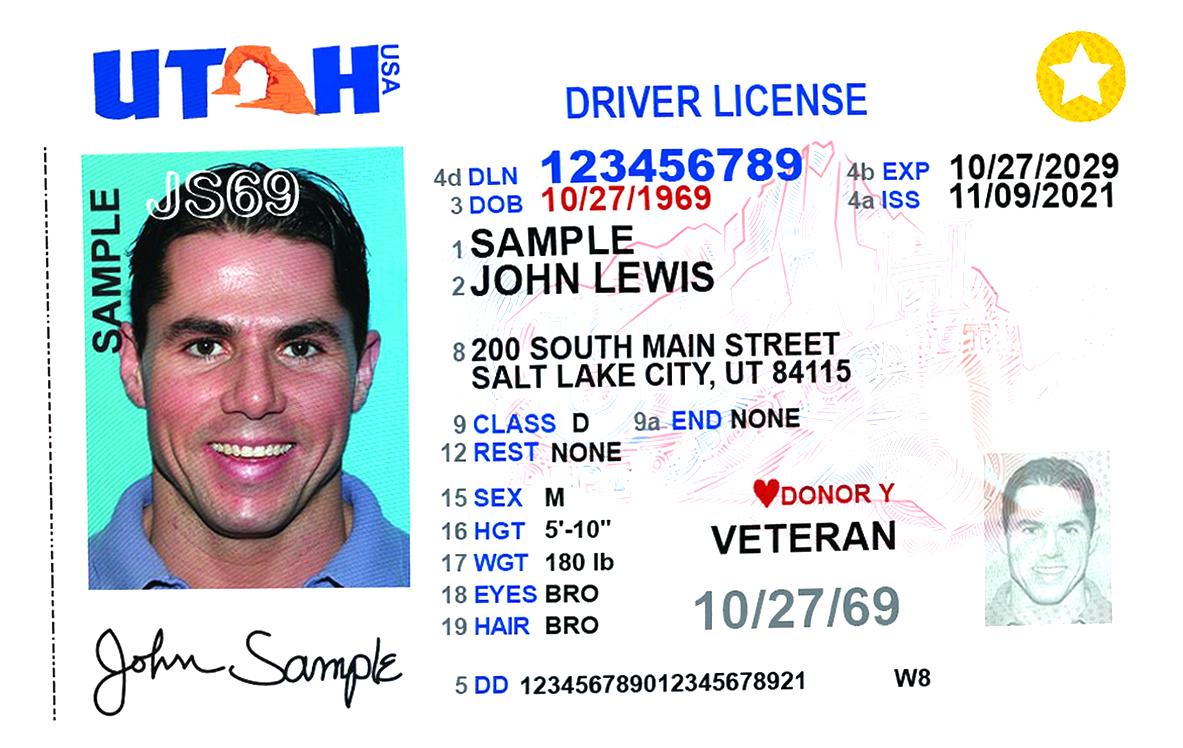 UTAH USA
DRIVER LICENSE
SAMPLE
JS69
4d DLN 123456789
4b EXP 10/27/2029
3 DOB 10/27/1969
4a ISS 11/09/2021
1 SAMPLE
2 JOHN LEWIS
8 200 SOUTH MAIN STREET
SALT LAKE CITY, UT 84115
9 CLASS D 9a END NONE
12 REST NONE
15 SEX M
DONOR Y
16 HGT 5'-10"
VETERAN
17 WGT 180 lb
18 EYES BRO
10/27/69
19 HAIR BRO
John Sample
5 DD 123456789012345678921
W8